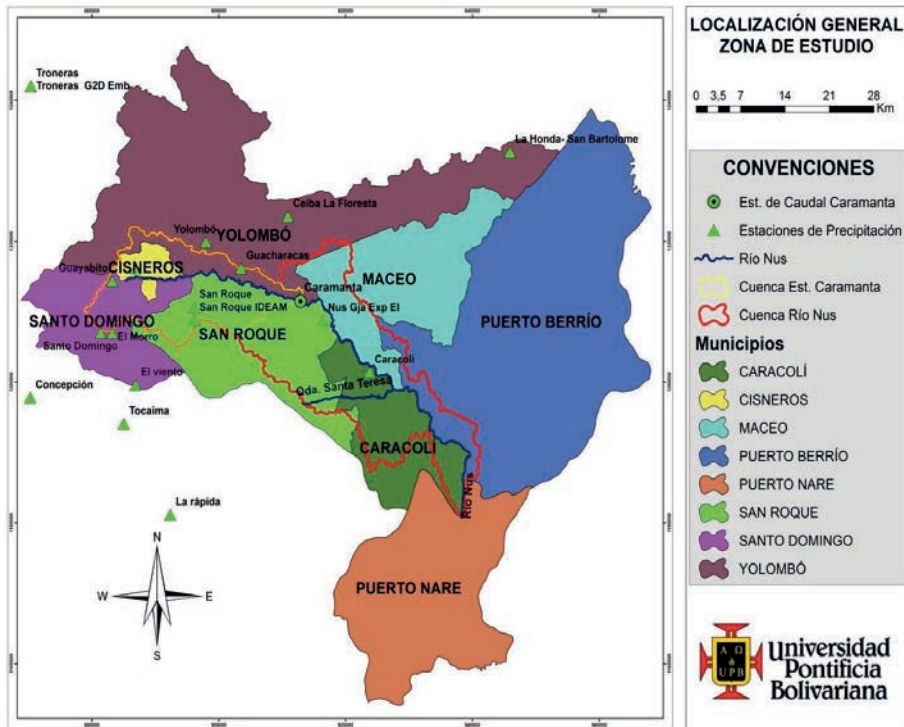 LOCALIZACIÓN GENERAL
ZONA DE ESTUDIO
0 3,5 7 14 21 28
Km
CONVENCIONES
Est. de Caudal Caramanta
Estaciones de Precipitación
Río Nus
Cuenca Est. Caramanta
Cuenca Río Nus
Municipios
CARACOLÍ
CISNEROS
MACEO
PUERTO BERRÍO
PUERTO NARE
SAN ROQUE
SANTO DOMINGO
YOLOMBÓ
Α Ω
&
UPB
Universidad
Pontificia
Bolivariana
Troneras
Troneras G2D Emb.
La Honda- San Bartolome
Ceiba La Floresta
Yolombó
YOLOMBÓ
Guacharacas
Guayabito
CISNEROS
MACEO
Caramanta
San Roque
San Roque IDEAM
Nus Gja Exp El
SANTO DOMINGO
SAN ROQUE
PUERTO BERRÍO
El Morro
Santo Domingo
Caracolí
El viento
Qda. Santa Teresa
Concepción
Tocaima
CARACOLÍ
La rápida
Río Nus
N
W E
S
PUERTO NARE